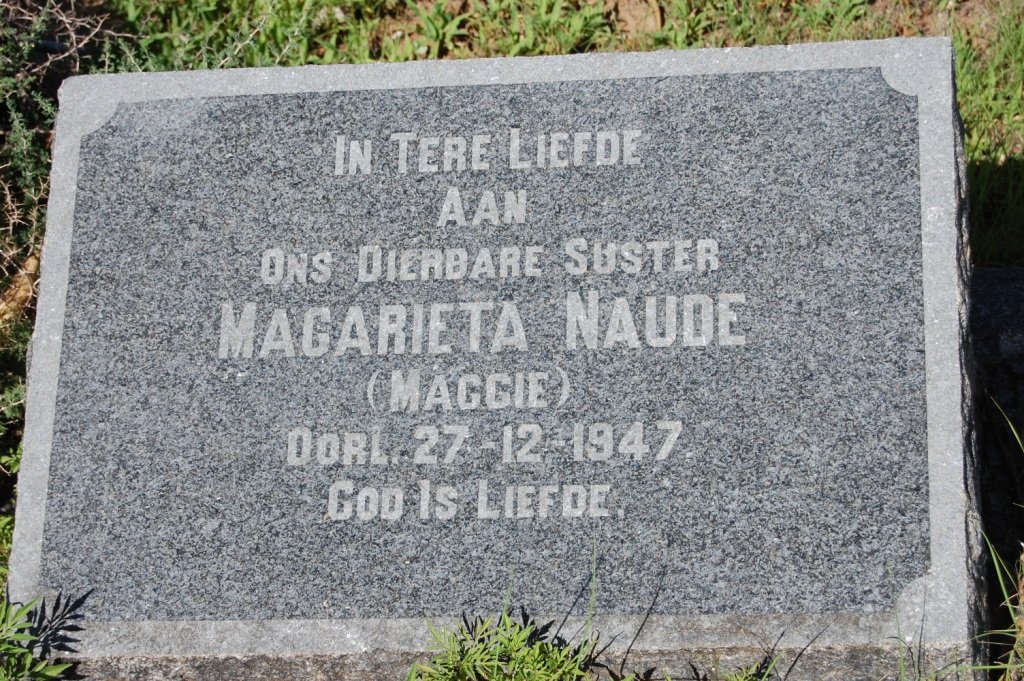 IN TERE LIEFDE
AAN
ONS DIERBARE SUSTER
MAGARIETA NAUDE
(MAGGIE)
OORL. 27-12-1947
GOD IS LIEFDE.